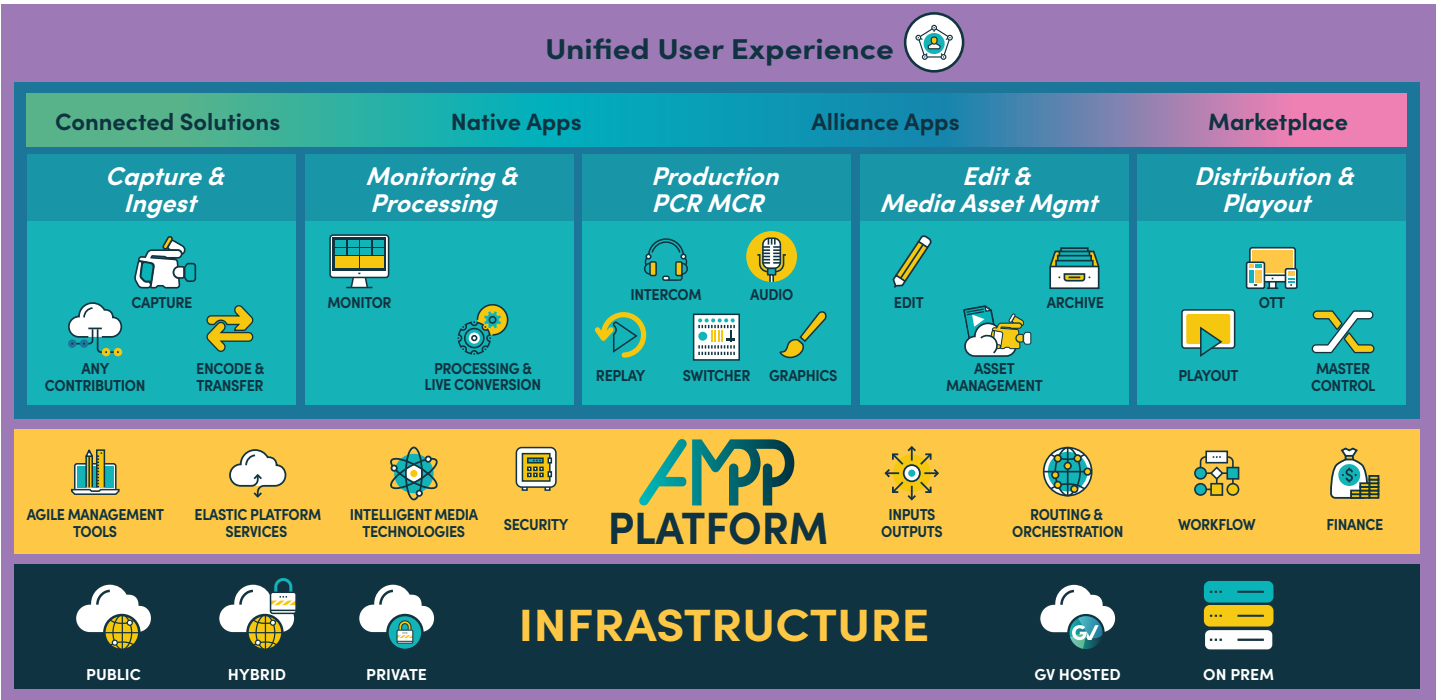 Unified User Experience
Connected Solutions
Native Apps
Alliance Apps
Marketplace
Capture &
Ingest
CAPTURE
ANY
CONTRIBUTION
ENCODE &
TRANSFER
Monitoring &
Processing
MONITOR
PROCESSING &
LIVE CONVERSION
Production
PCR MCR
INTERCOM
AUDIO
REPLAY
SWITCHER
GRAPHICS
Edit &
Media Asset Mgmt
EDIT
ARCHIVE
ASSET
MANAGEMENT
Distribution &
Playout
OTT
PLAYOUT
MASTER
CONTROL
AGILE MANAGEMENT
TOOLS
ELASTIC PLATFORM
SERVICES
INTELLIGENT MEDIA
TECHNOLOGIES
SECURITY
AMPP
PLATFORM
INPUTS
OUTPUTS
ROUTING &
ORCHESTRATION
WORKFLOW
$
FINANCE
PUBLIC
HYBRID
PRIVATE
INFRASTRUCTURE
GV
GV HOSTED
ON PREM